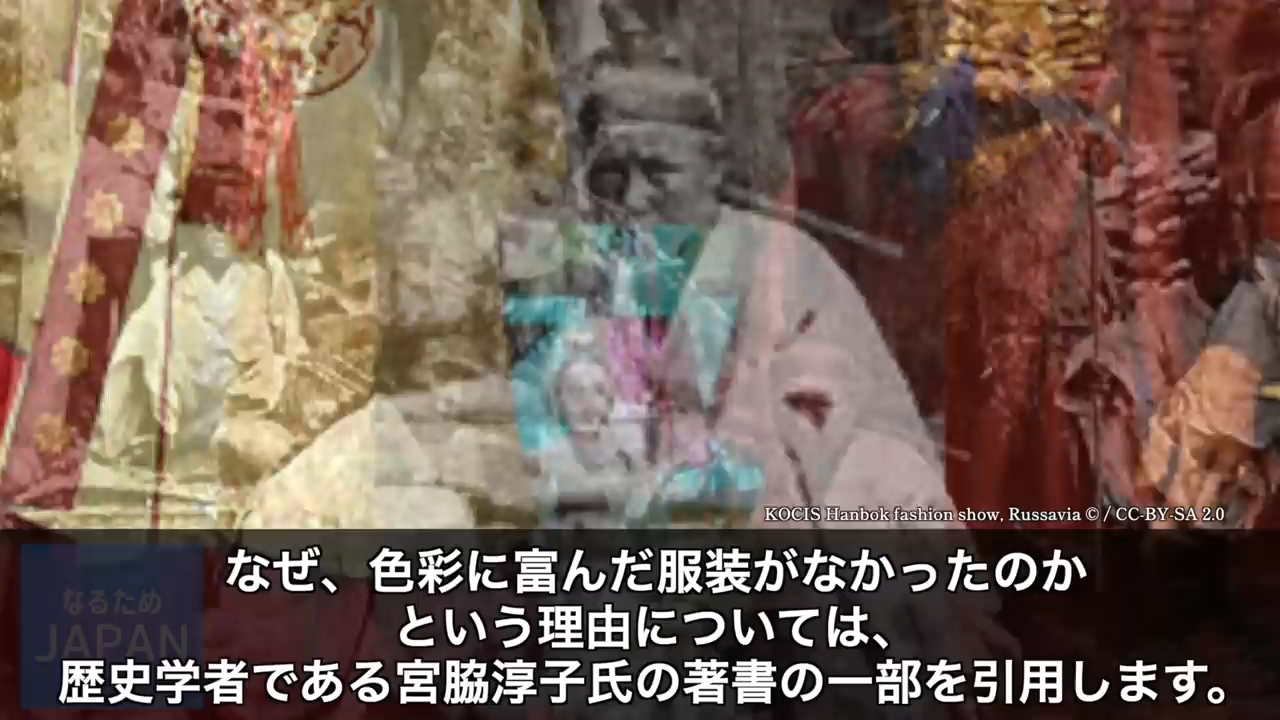 KOCIS Hanbok fashion show, Russavia © / CC-BY-SA 2.0
なぜ、色彩に富んだ服装がなかったのか
という理由については、
歴史学者である宮脇淳子氏の著書の一部を引用します。
なるため
JAPAN